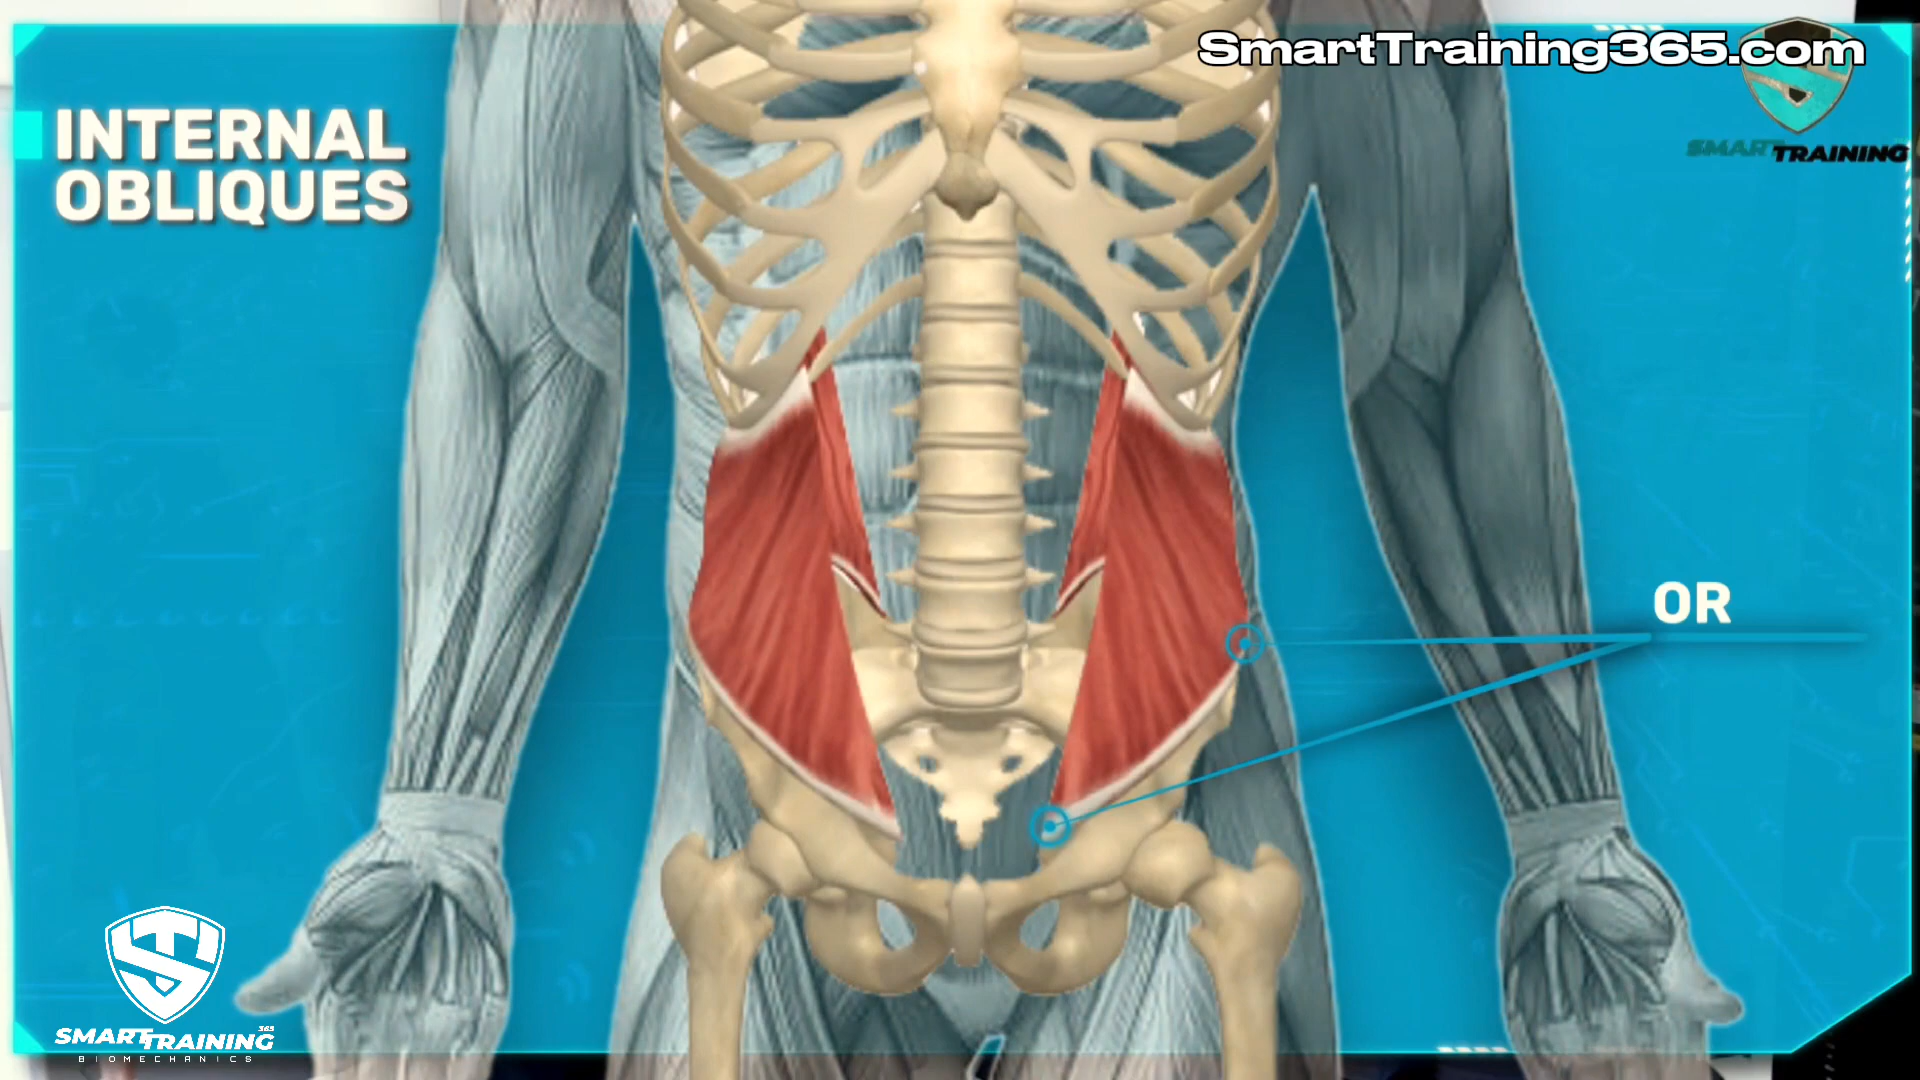 SmartTraining365.com
SMART TRAINING
INTERNAL
OBLIQUES
OR
SMART TRAINING 365
BIOMECHANICS